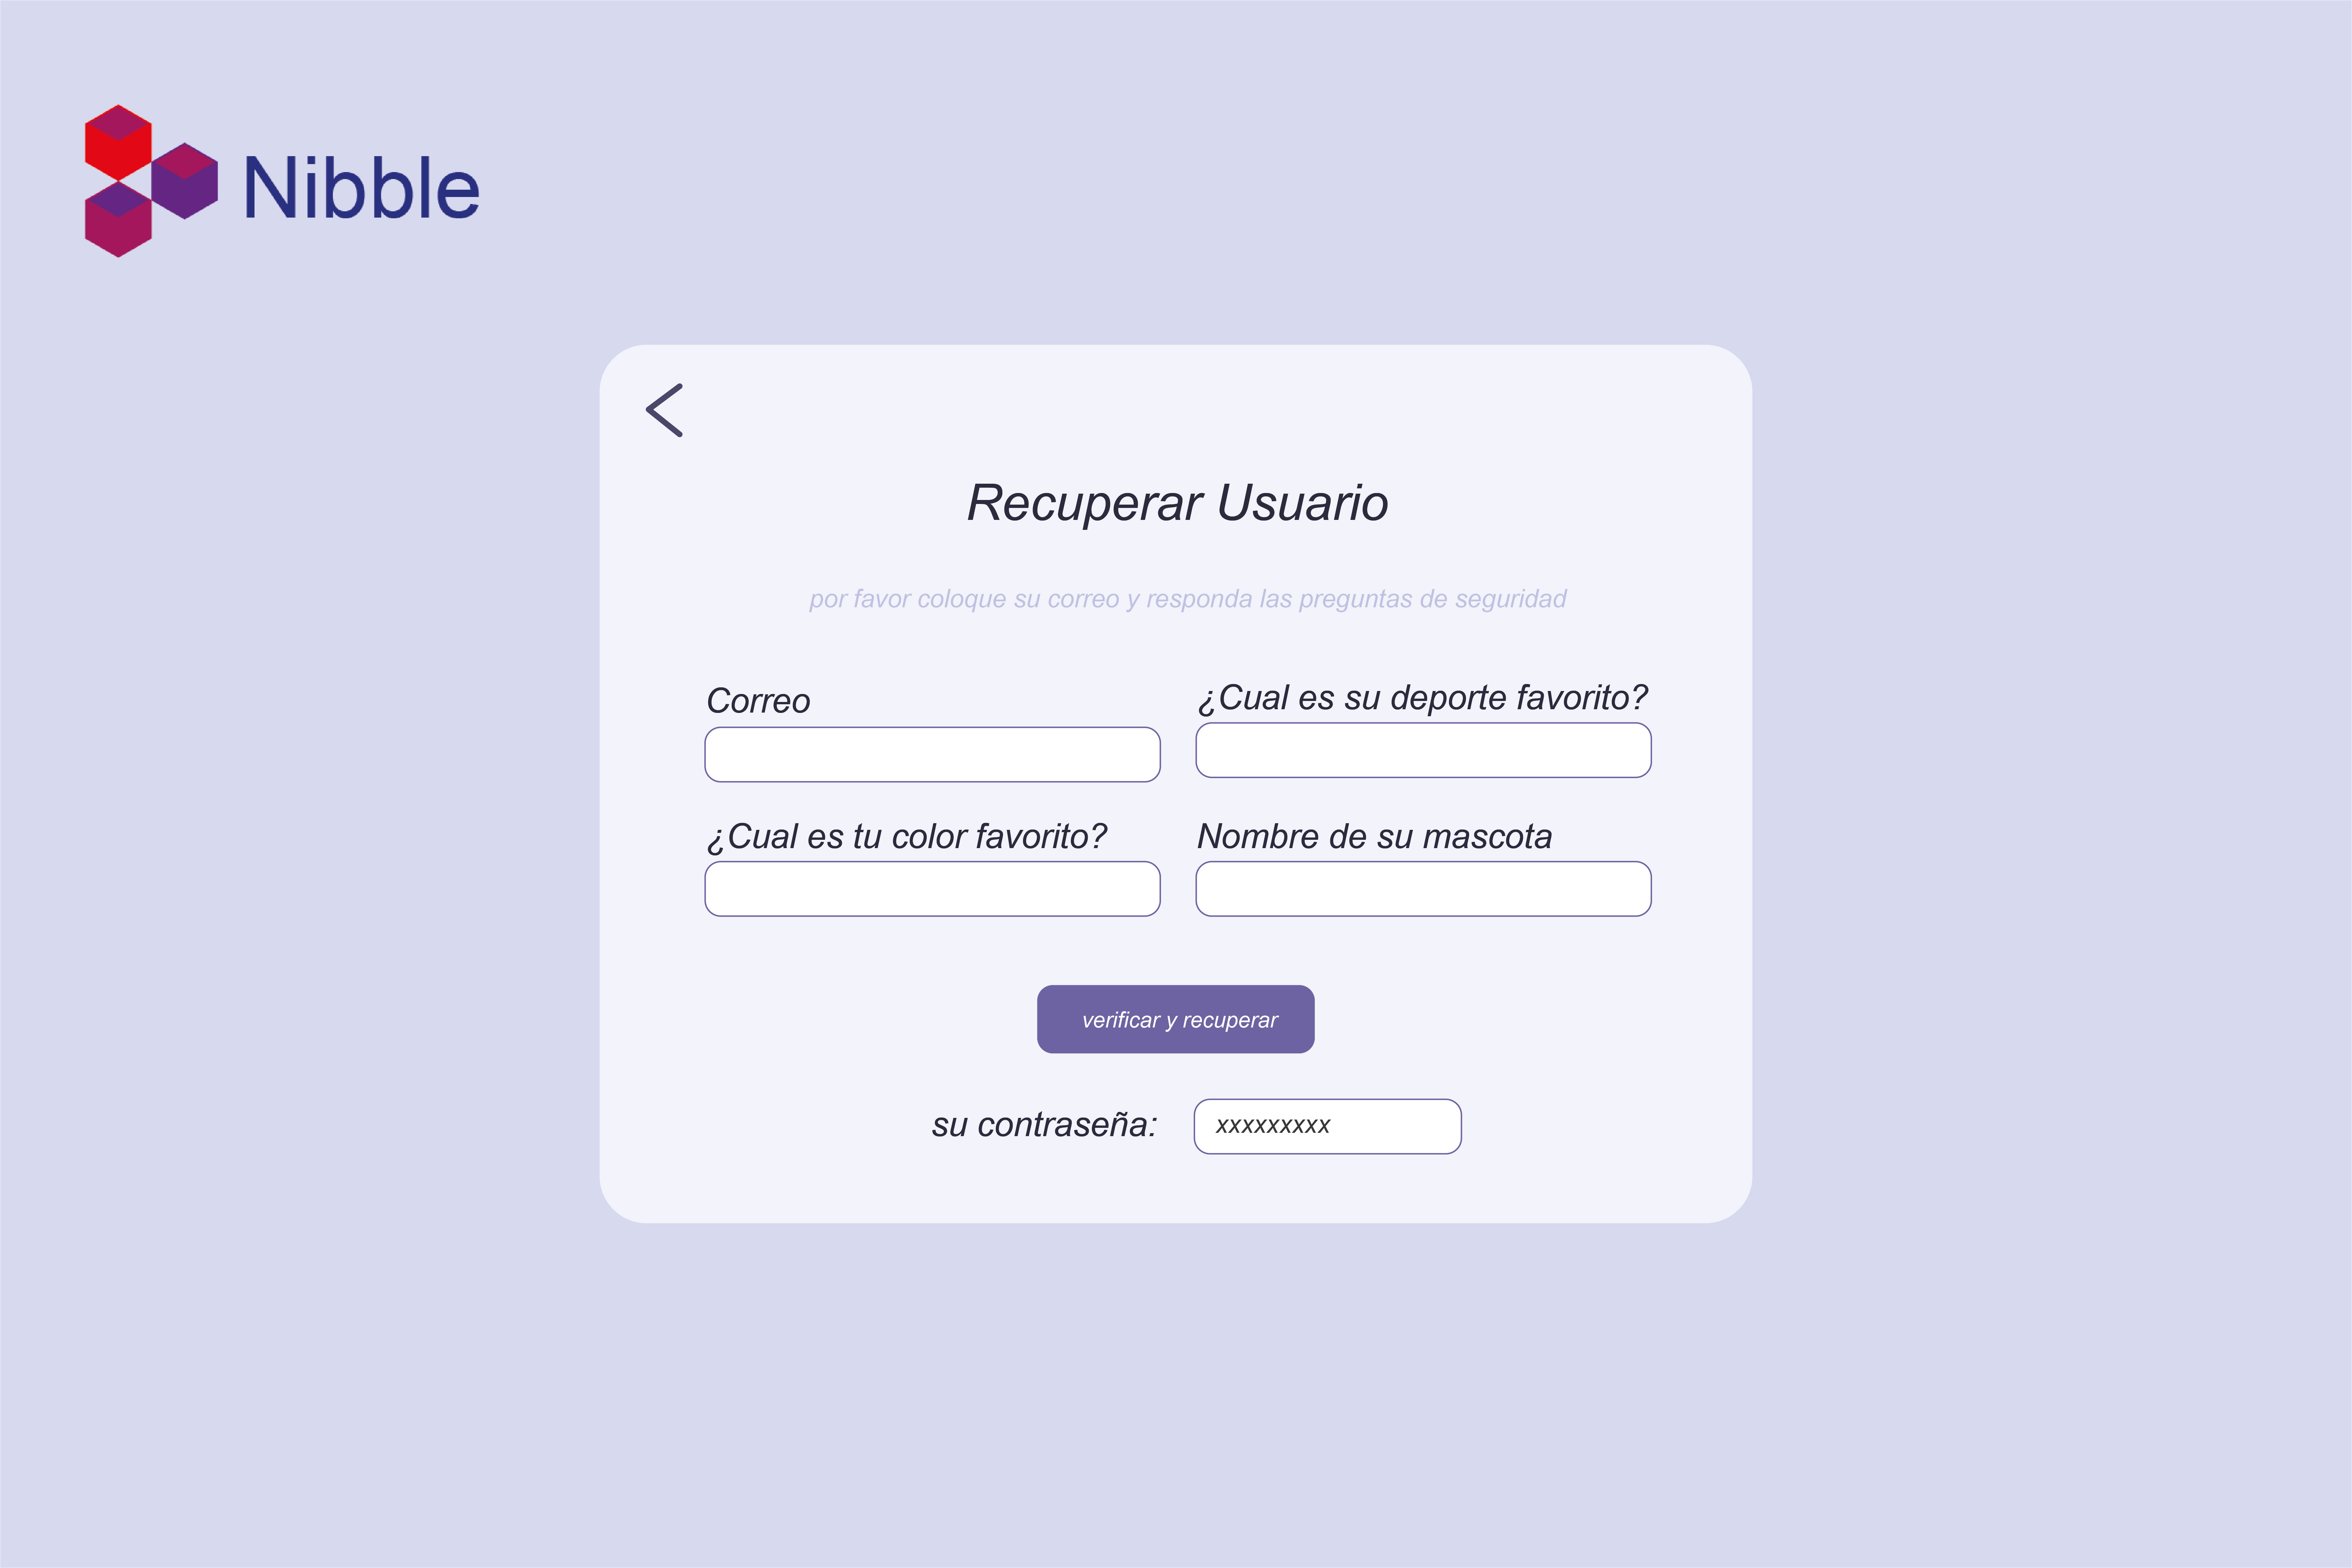 Nibble
Recuperar Usuario
por favor coloque su correo y responda las preguntas de seguridad
Correo
¿Cual es su deporte favorito?
¿Cual es tu color favorito?
Nombre de su mascota
verificar y recuperar
su contraseña: xxxxxxxxx